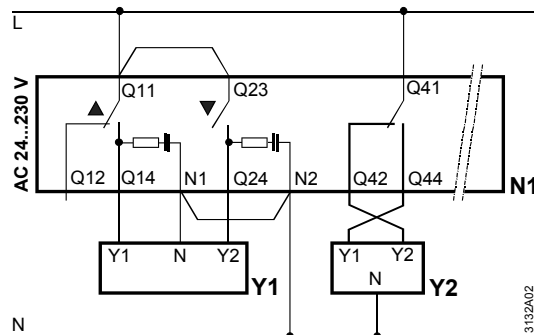 L
AC 24...230 V
Q11 Q23 Q41
Q12 Q14 N1 Q24 N2 Q42 Q44
N1
Y1 N Y2
Y1
Y1 Y2
N
Y2
N
3132A02